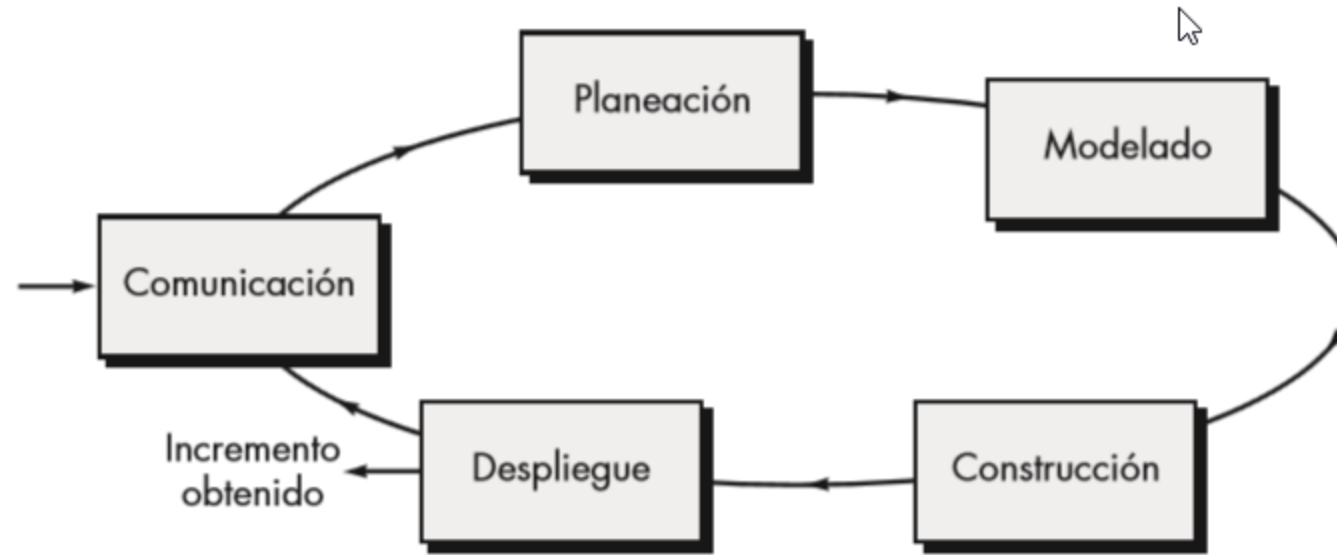 Planeación
Modelado
Comunicación
Incremento
obtenido
Despliegue
Construcción